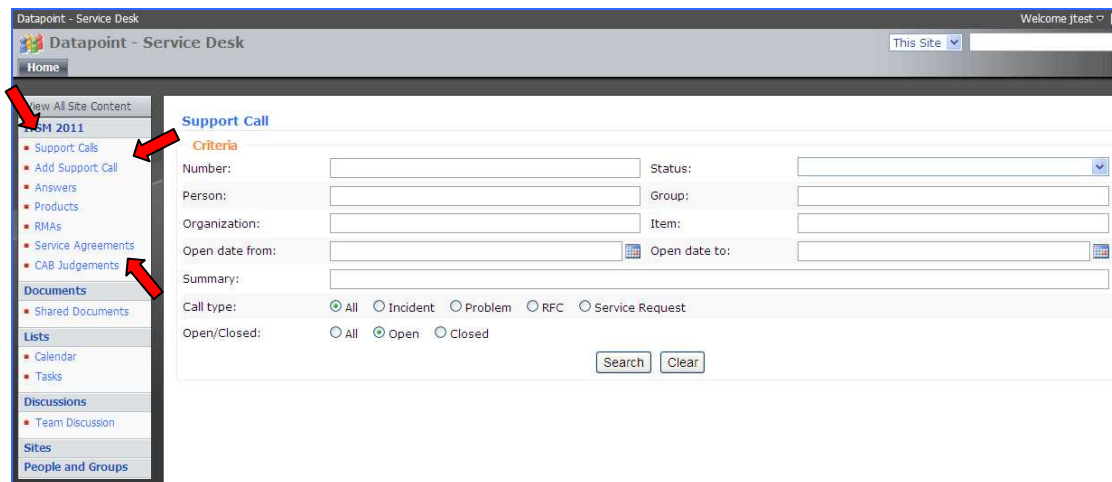 Datapoint - Service Desk
Welcome jtest
Datapoint - Service Desk
This Site
Home
View All Site Content
ITSM 2011
Support Calls
Add Support Call
Answers
Products
RMAs
Service Agreements
CAB Judgements
Documents
Shared Documents
Lists
Calendar
Tasks
Discussions
Team Discussion
Sites
People and Groups
Support Call
Criteria
Number: Status:
Person: Group:
Organization: Item:
Open date from: Open date to:
Summary:
Call type: All Incident Problem RFC Service Request
Open/Closed: All Open Closed
Search Clear